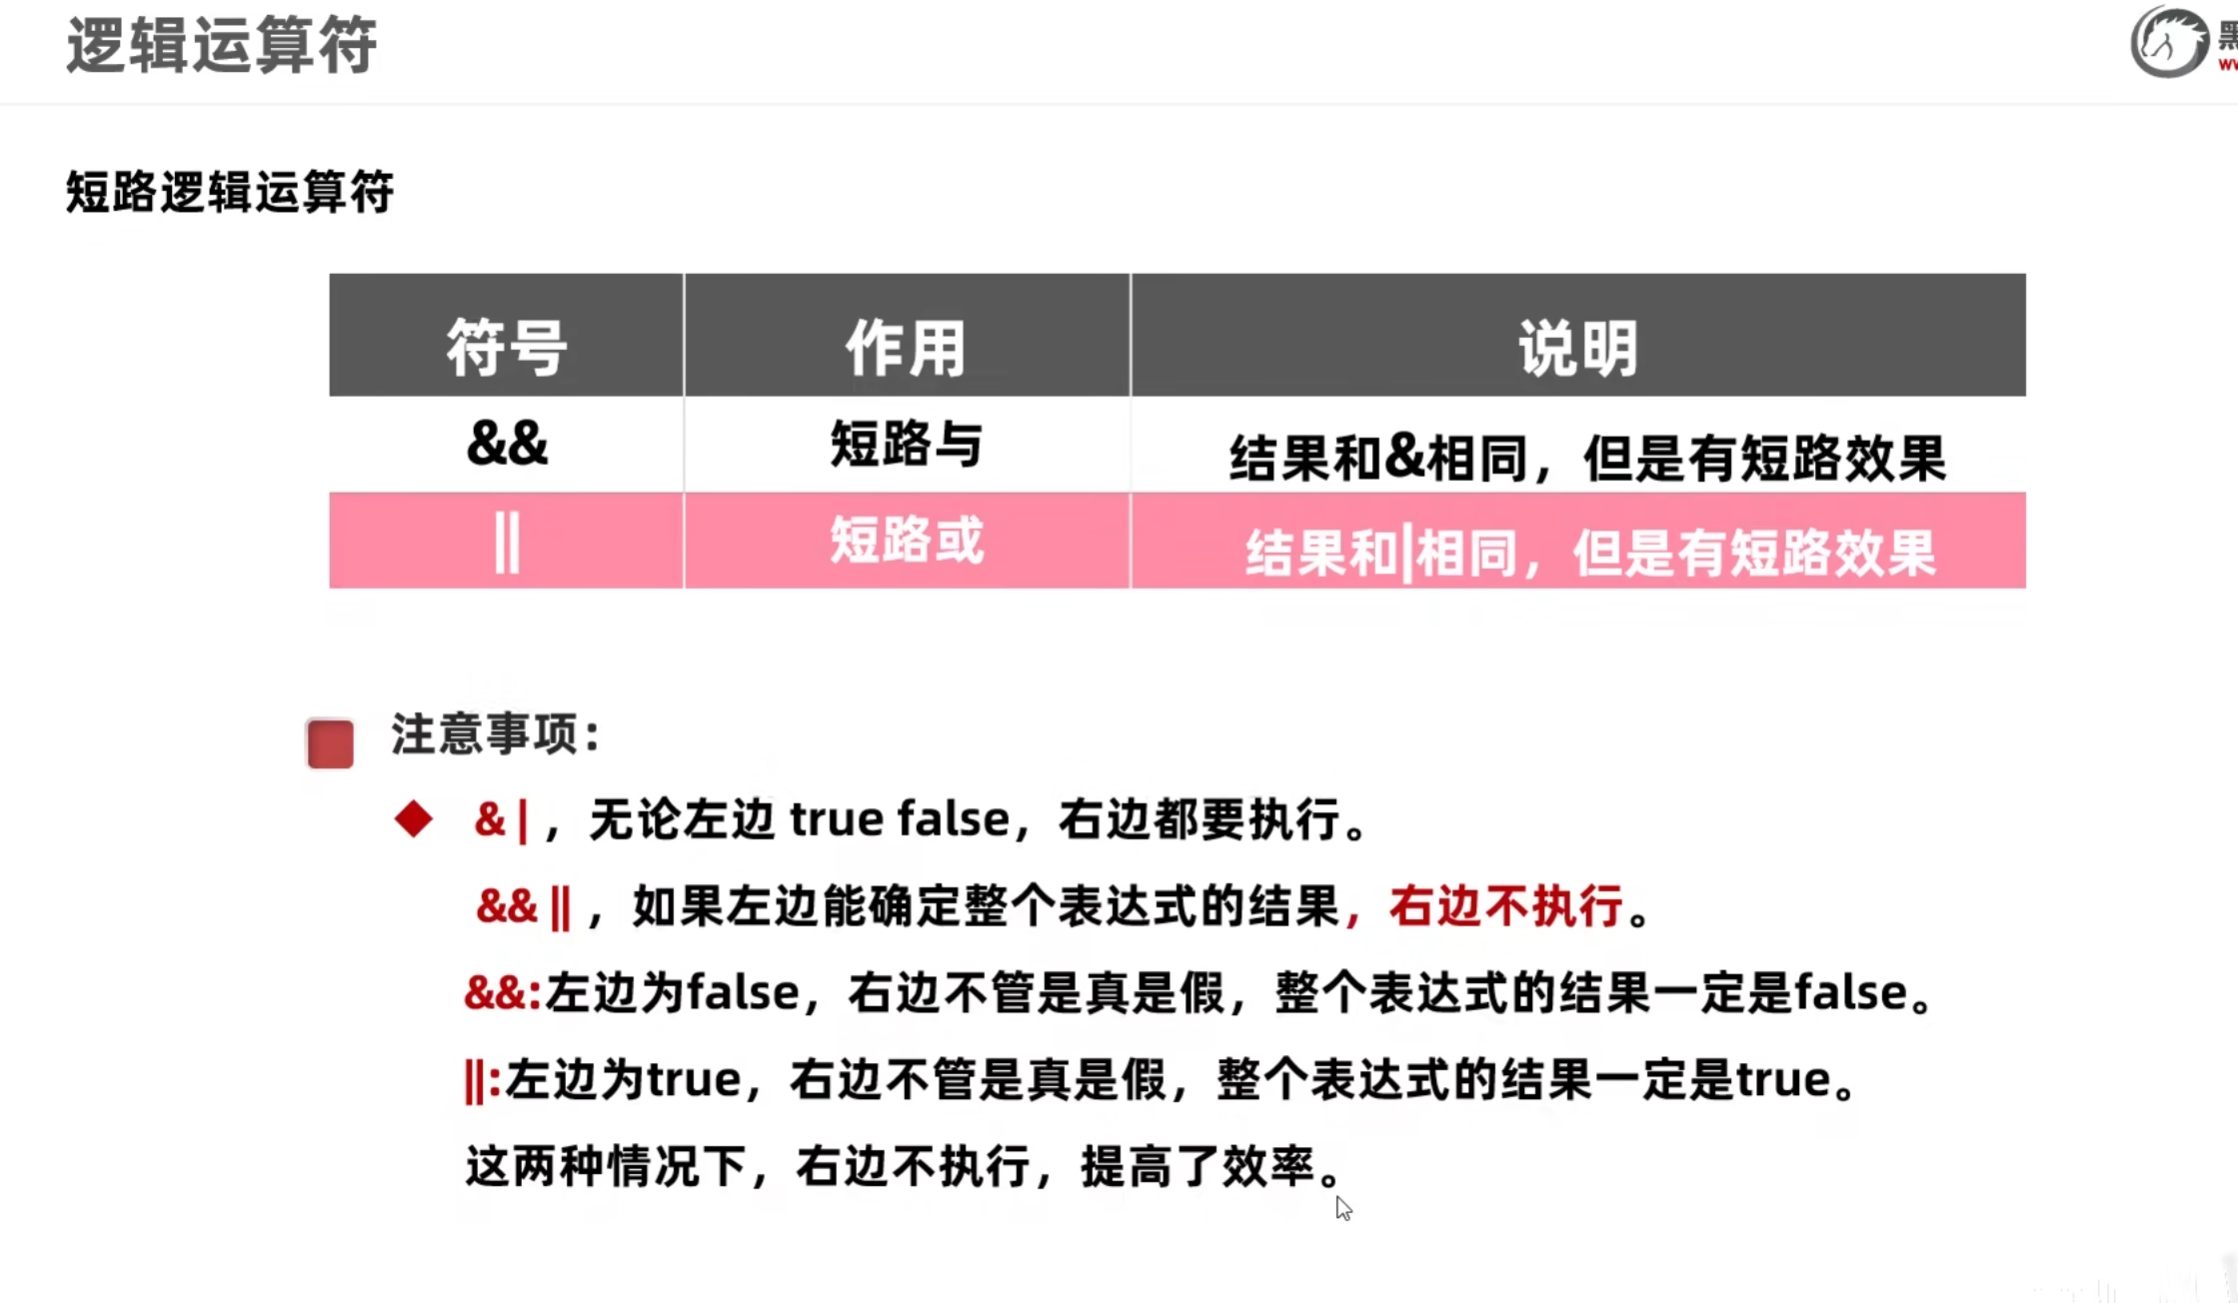 逻辑运算符
黑
短路逻辑运算符
符号 作用 说明
&& 短路与 结果和&相同，但是有短路效果
|| 短路或 结果和|相同，但是有短路效果
注意事项：
& |，无论左边 true false，右边都要执行。
&& ||，如果左边能确定整个表达式的结果，右边不执行。
&&:左边为false，右边不管是真是假，整个表达式的结果一定是false。
||:左边为true，右边不管是真是假，整个表达式的结果一定是true。
这两种情况下，右边不执行，提高了效率。